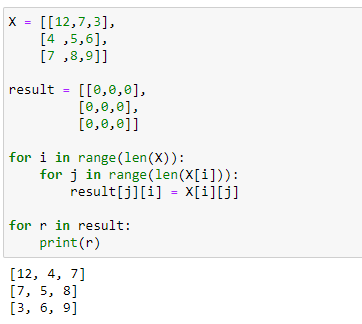 X = [[12,7,3],
    [4 ,5,6],
    [7 ,8,9]]

result = [[0,0,0],
         [0,0,0],
         [0,0,0]]

for i in range(len(X)):
    for j in range(len(X[i])):
        result[j][i] = X[i][j]

for r in result:
    print(r)

[12, 4, 7]
[7, 5, 8]
[3, 6, 9]